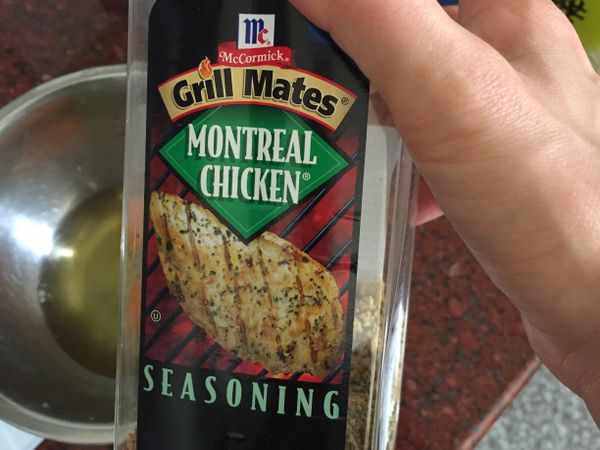 Mc
McCormick®
Grill Mates®
MONTREAL
CHICKEN®
U
SEASONING